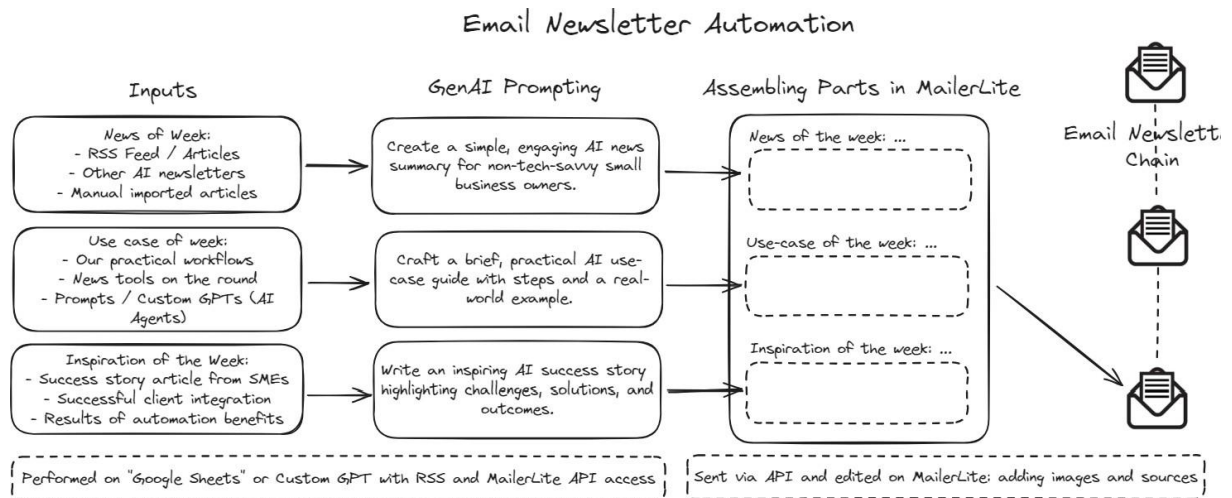 Email Newsletter Automation
Inputs
GenAI Prompting
Assembling Parts in MailerLite
News of Week:
- RSS Feed / Articles
- Other AI newsletters
- Manual imported articles
Create a simple, engaging AI news
summary for non-tech-savvy small
business owners.
News of the week: ...
Email Newslett
Chain
Use case of week:
- Our practical workflows
- News tools on the round
- Prompts / Custom GPTs (AI
Agents)
Craft a brief, practical AI use-
case guide with steps and a real-
world example.
Use-case of the week: ...
Inspiration of the Week:
- Success story article from SMEs
- Successful client integration
- Results of automation benefits
Write an inspiring AI success story
highlighting challenges, solutions, and
outcomes.
Inspiration of the week: ...
Performed on "Google Sheets" or Custom GPT with RSS and MailerLite API access
Sent via API and edited on MailerLite: adding images and sources